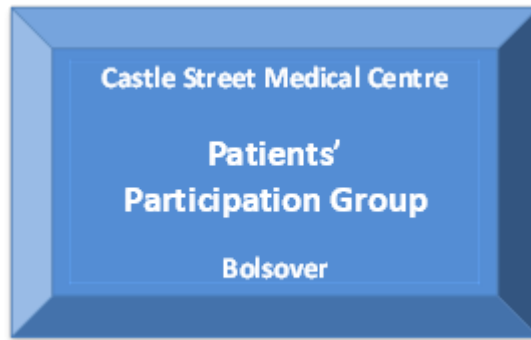 Castle Street Medical Centre
Patients’
Participation Group
Bolsover